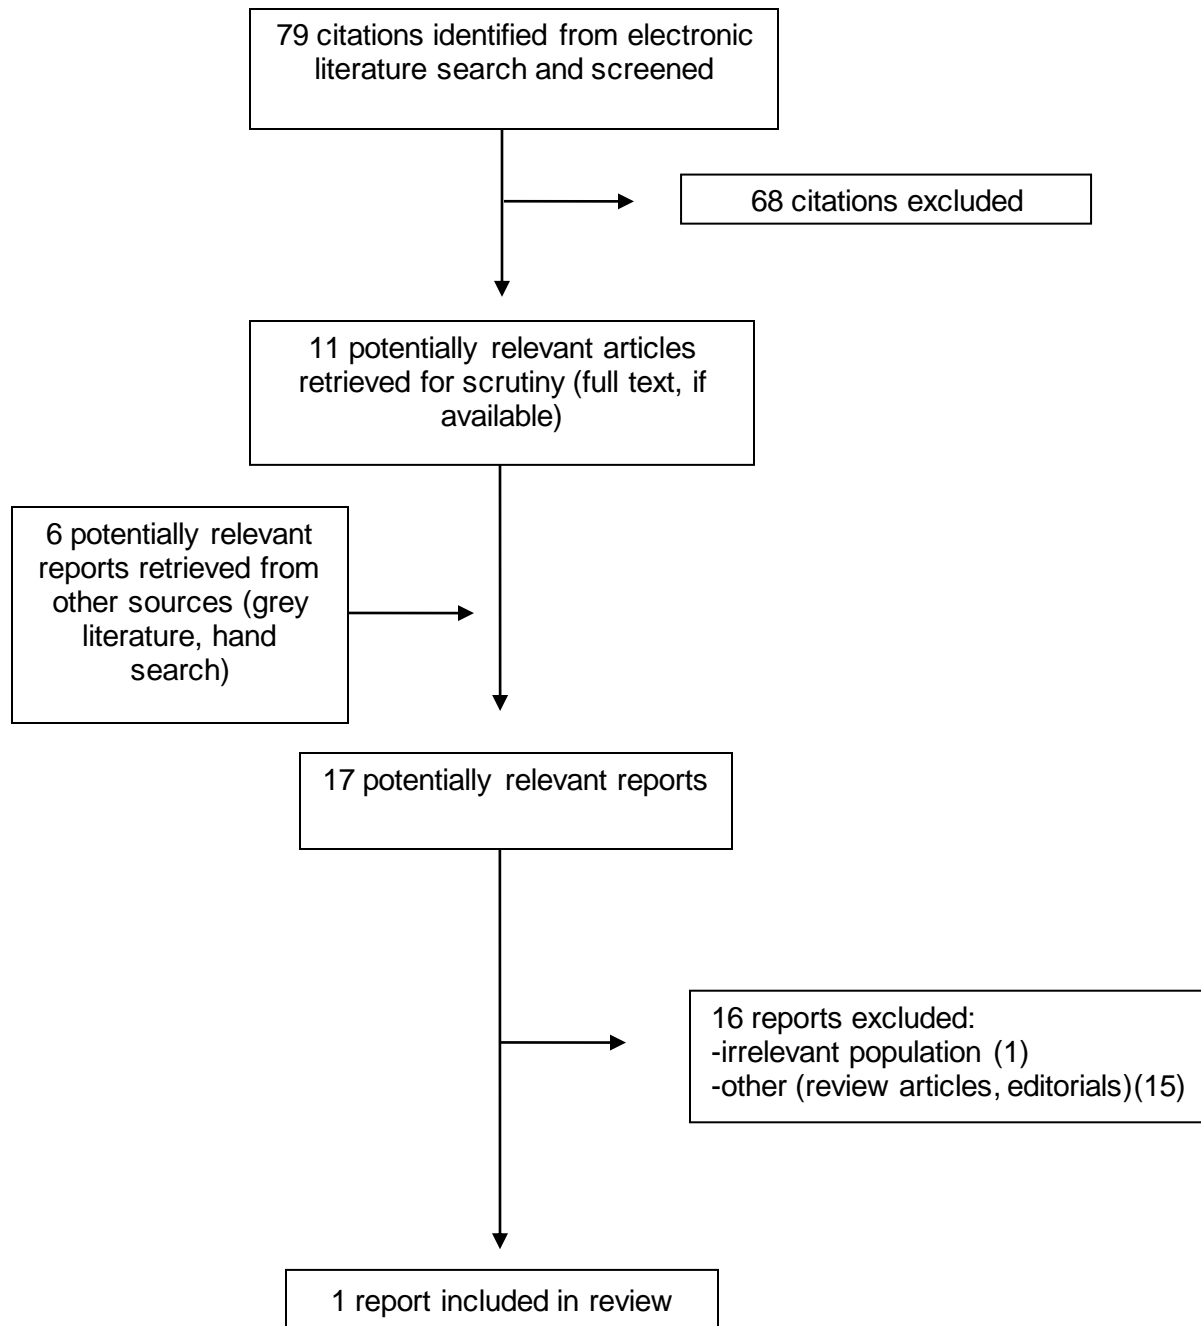 79 citations identified from electronic
literature search and screened
68 citations excluded
11 potentially relevant articles
retrieved for scrutiny (full text, if
available)
6 potentially relevant
reports retrieved from
other sources (grey
literature, hand
search)
17 potentially relevant reports
16 reports excluded:
-irrelevant population (1)
-other (review articles, editorials)(15)
1 report included in review